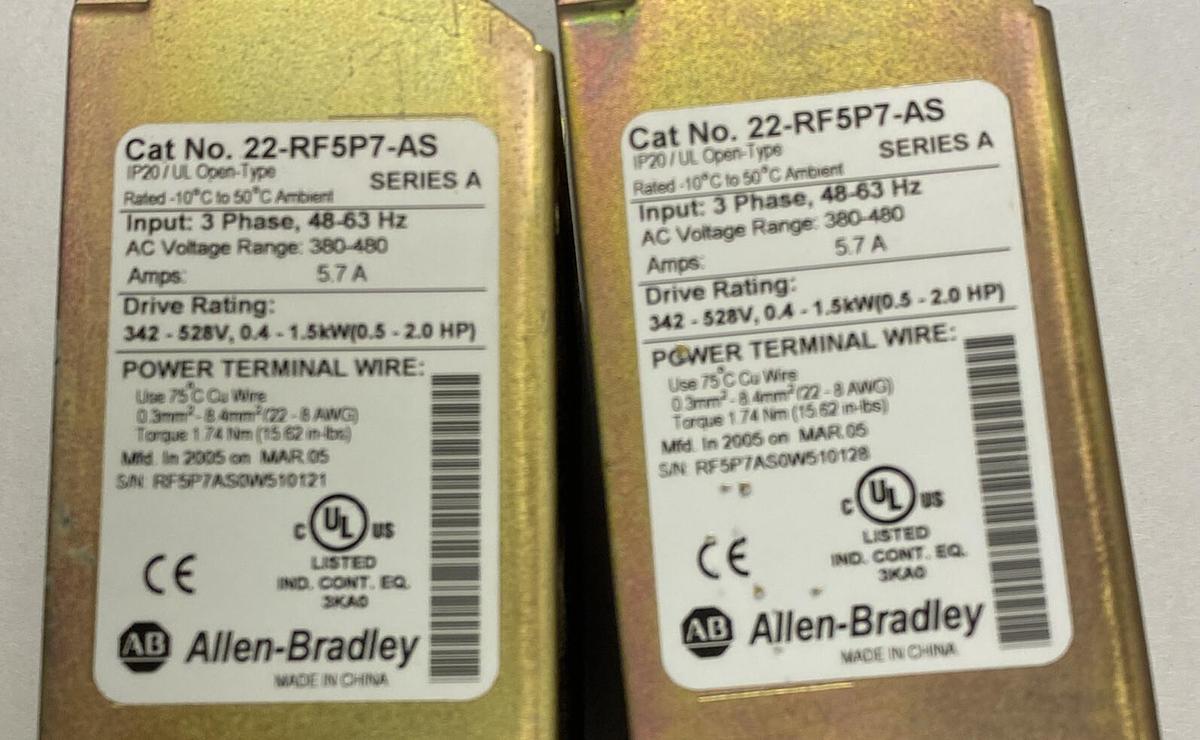 Cat No. 22-RF5P7-AS
IP20 / UL Open-Type
SERIES A
Rated -10°C to 50°C Ambient
Input: 3 Phase, 48-63 Hz
AC Voltage Range: 380-480
Amps: 5.7 A
Drive Rating:
342 - 528V, 0.4 - 1.5kW(0.5 - 2.0 HP)
POWER TERMINAL WIRE:
Use 75°C Cu Wire
0.3mm² - 8.4mm² (22 - 8 AWG)
Torque 1.74 Nm (15.62 in-lbs)
Mfd. In 2005 on MAR.05
S/N: RF5P7AS0W510121
C UL US
LISTED
IND. CONT. EQ.
3KA0
CE
AB Allen-Bradley
MADE IN CHINA
Cat No. 22-RF5P7-AS
IP20 / UL Open-Type
SERIES A
Rated -10°C to 50°C Ambient
Input: 3 Phase, 48-63 Hz
AC Voltage Range: 380-480
Amps: 5.7 A
Drive Rating:
342 - 528V, 0.4 - 1.5kW(0.5 - 2.0 HP)
POWER TERMINAL WIRE:
Use 75°C Cu Wire
0.3mm² - 8.4mm² (22 - 8 AWG)
Torque 1.74 Nm (15.62 in-lbs)
Mfd. In 2005 on MAR.05
S/N: RF5P7AS0W510128
C UL US
LISTED
IND. CONT. EQ.
3KA0
CE
AB Allen-Bradley
MADE IN CHINA